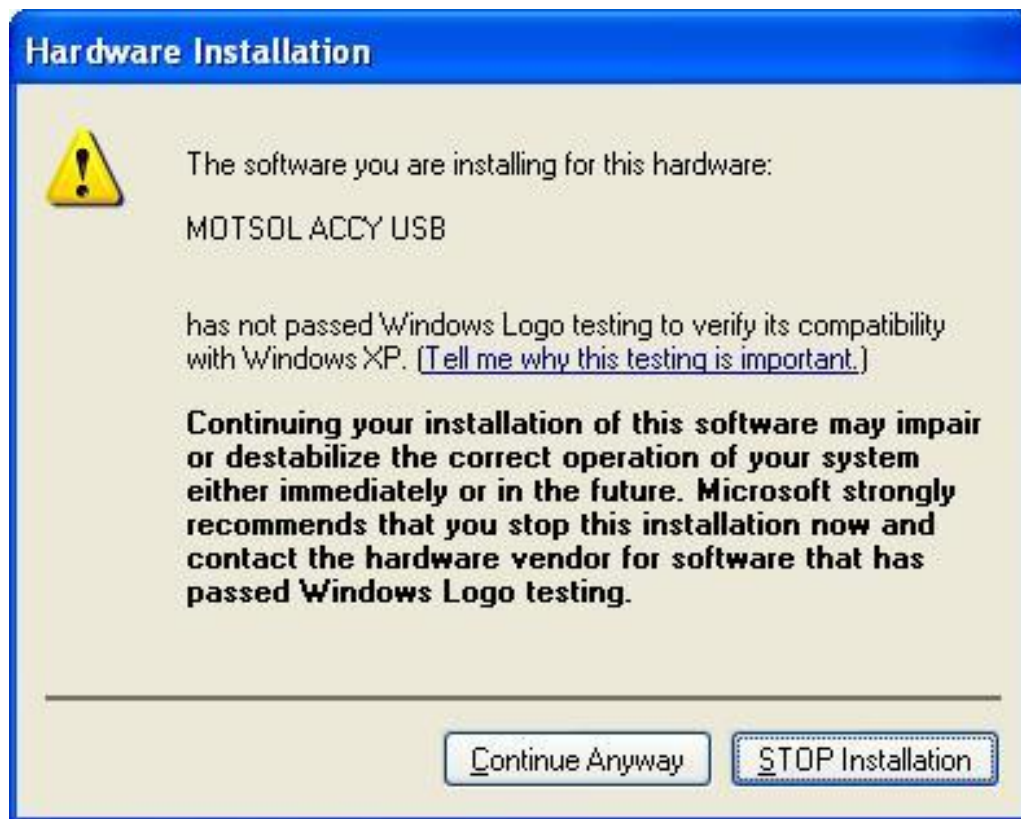 Hardware Installation
The software you are installing for this hardware:
MOTSOL ACCY USB
has not passed Windows Logo testing to verify its compatibility
with Windows XP. (Tell me why this testing is important.)
Continuing your installation of this software may impair
or destabilize the correct operation of your system
either immediately or in the future. Microsoft strongly
recommends that you stop this installation now and
contact the hardware vendor for software that has
passed Windows Logo testing.
Continue Anyway
STOP Installation